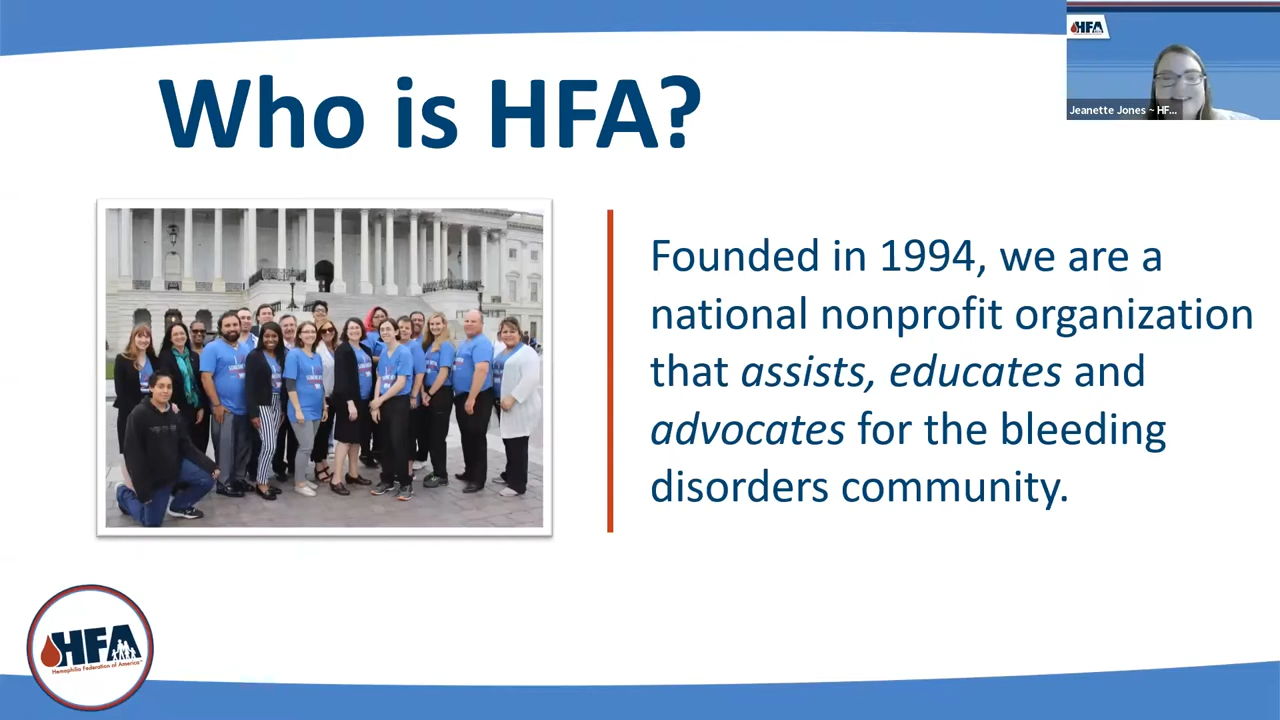 HFA
Who is HFA?
Jeanette Jones ~ HF...
Founded in 1994, we are a
national nonprofit organization
that assists, educates and
advocates for the bleeding
disorders community.
HFA
Hemophilia Federation of America